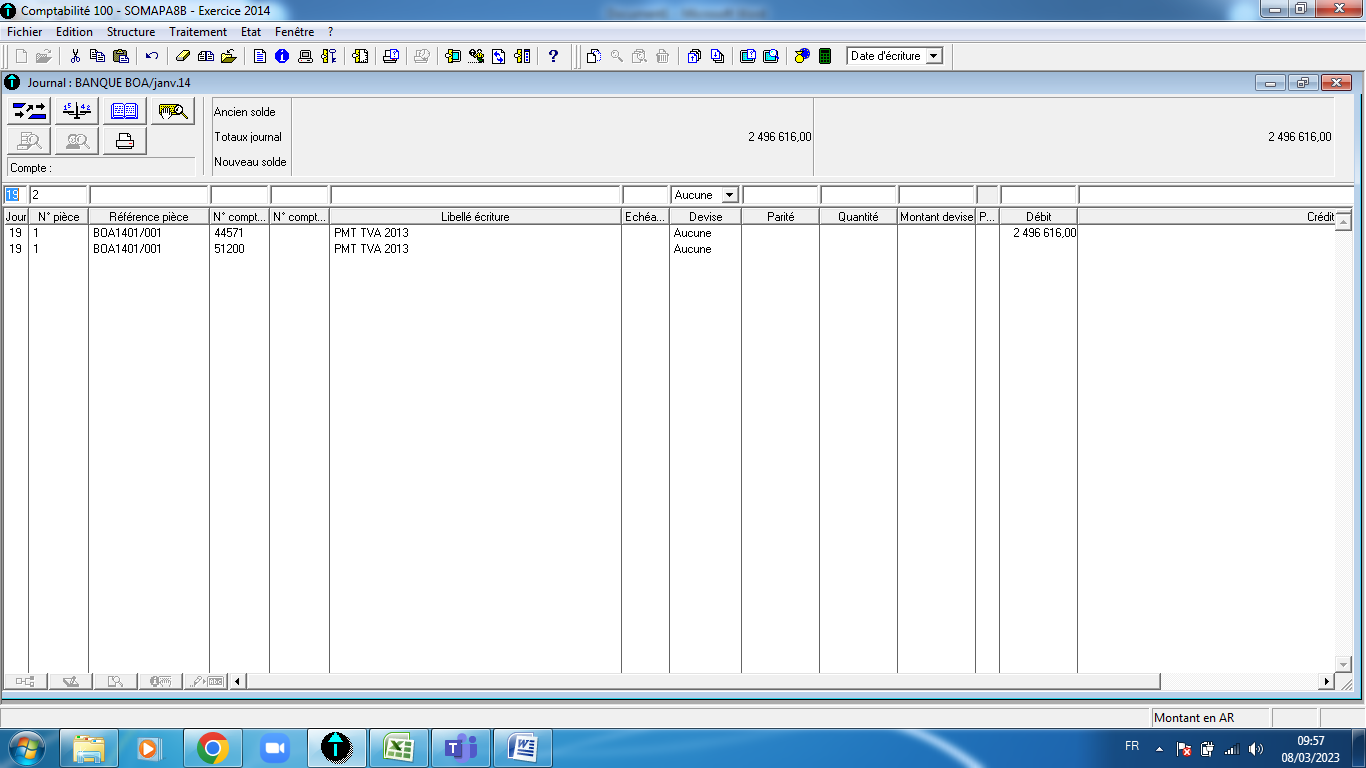 Comptabilité 100 - SOMAPA8B - Exercice 2014
Fichier Edition Structure Traitement Etat Fenêtre ?
Date d'écriture
Journal : BANQUE BOA/janv.14
Ancien solde
Totaux journal 2 496 616,00 2 496 616,00
Nouveau solde
Compte :
19 2 Aucune
Jour N° pièce Référence pièce N° compt... N° compt... Libellé écriture Echéa... Devise Parité Quantité Montant devise P... Débit Crédit
19 1 BOA1401/001 44571 PMT TVA 2013 Aucune 2 496 616,00
19 1 BOA1401/001 51200 PMT TVA 2013 Aucune
Montant en AR
FR 09:57
08/03/2023